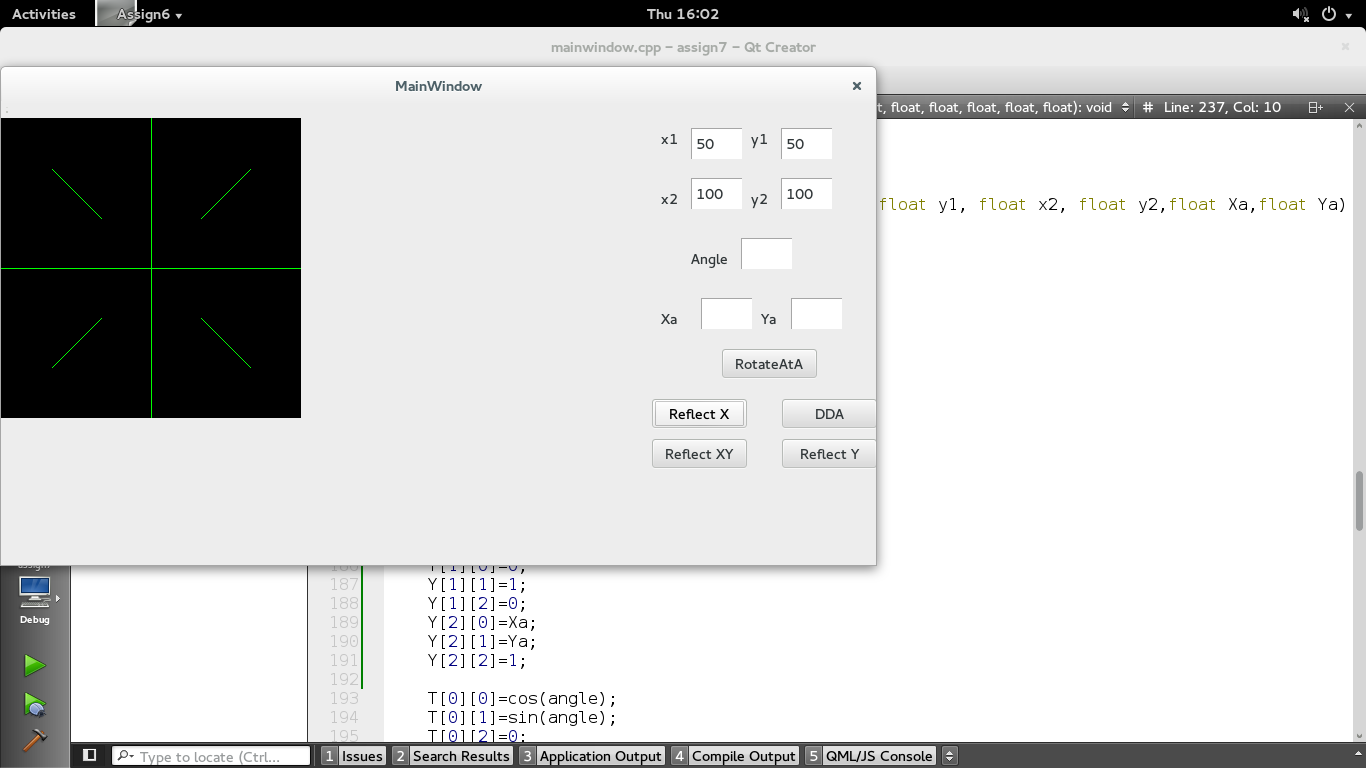 Activities Assign6 Thu 16:02
mainwindow.cpp – assign7 – Qt Creator
MainWindow
t, float, float, float, float, float): void # Line: 237, Col: 10
x1 50 y1 50
x2 100 y2 100
float y1, float x2, float y2,float Xa,float Ya)
Angle
Xa Ya
RotateAtA
Reflect X DDA
Reflect XY Reflect Y
186 Y[1][0]=0;
187 Y[1][1]=1;
188 Y[1][2]=0;
189 Y[2][0]=Xa;
190 Y[2][1]=Ya;
191 Y[2][2]=1;
192
193 T[0][0]=cos(angle);
194 T[0][1]=sin(angle);
195 T[0][2]=0;
Debug
Type to locate (Ctrl... 1 Issues 2 Search Results 3 Application Output 4 Compile Output 5 QML/JS Console